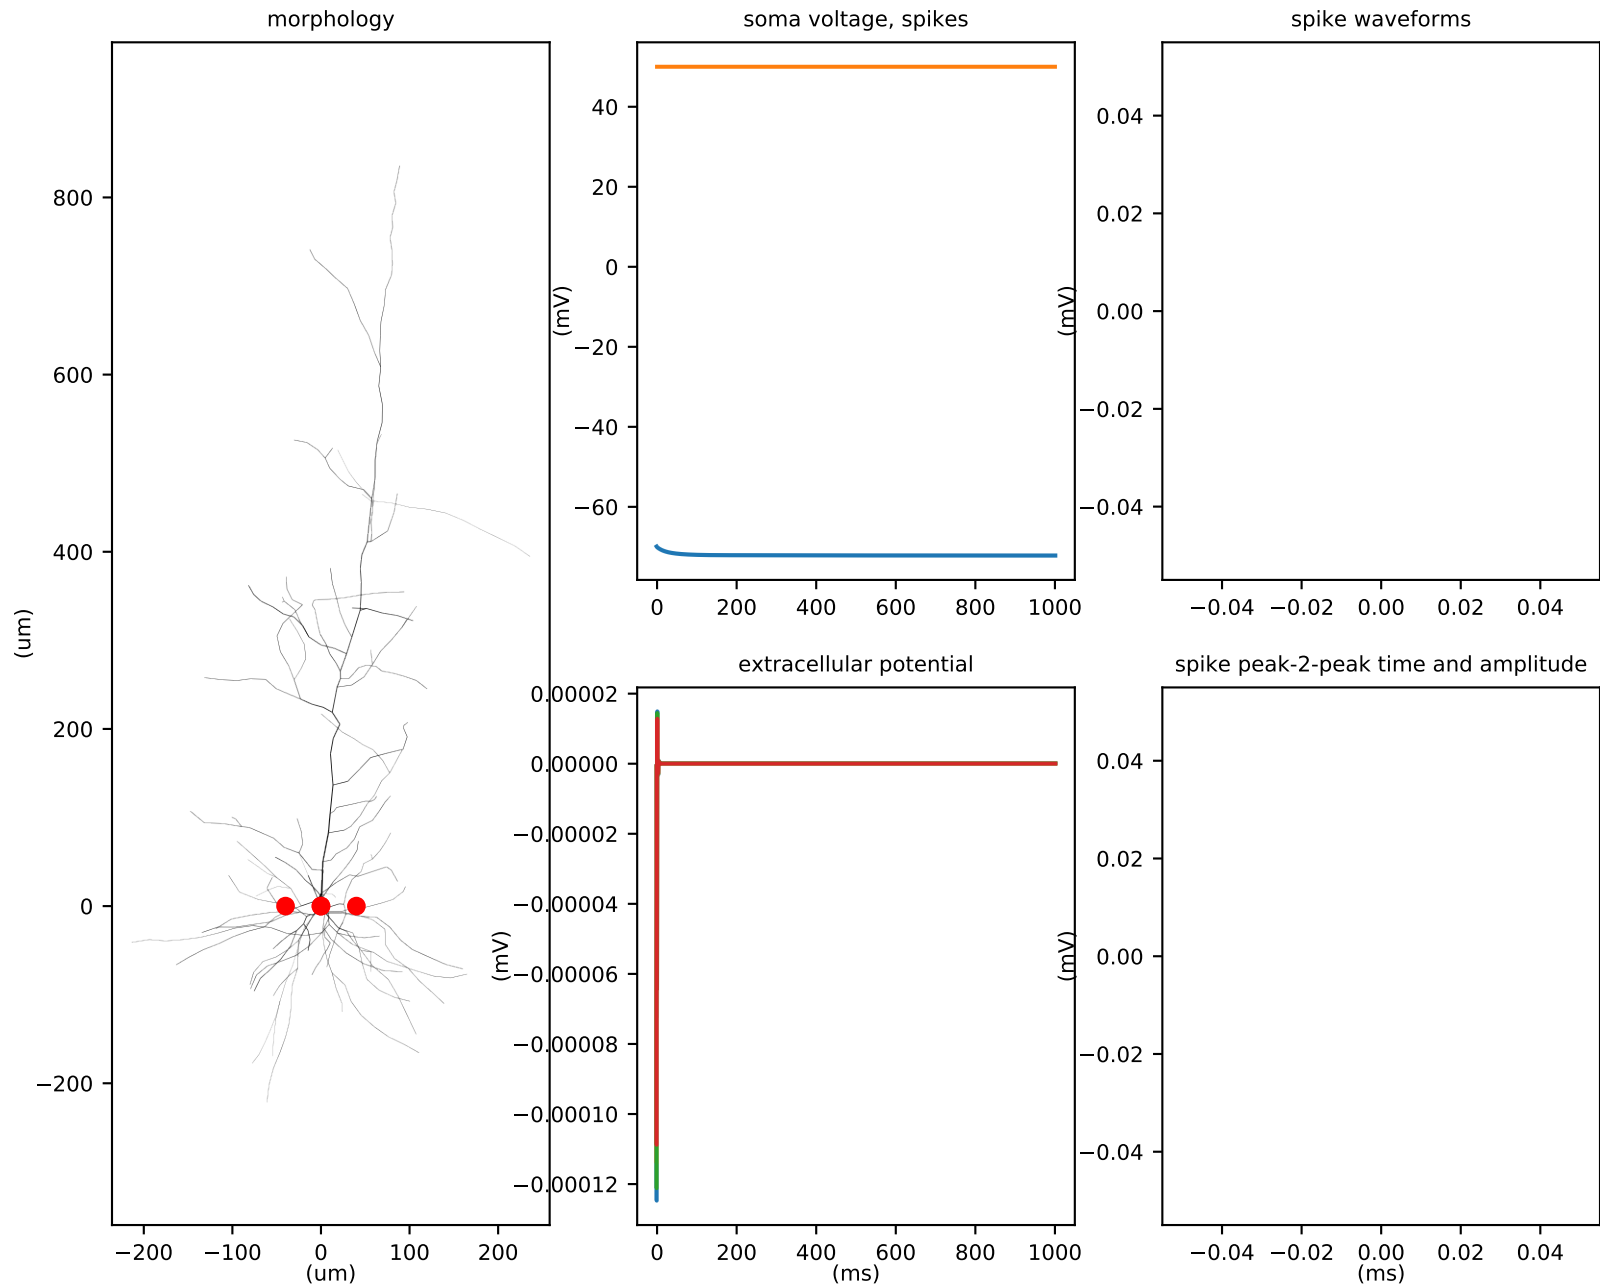 morphology
800
600
400
200
0
−200
(um)
−200 −100 0 100 200
(um)
soma voltage, spikes
40
20
0
−20
−40
−60
(mV)
0 200 400 600 800 1000
spike waveforms
0.04
0.02
0.00
−0.02
−0.04
(mV)
−0.04 −0.02 0.00 0.02 0.04
extracellular potential
0.00002
0.00000
−0.00002
−0.00004
−0.00006
−0.00008
−0.00010
−0.00012
(mV)
0 200 400 600 800 1000
(ms)
spike peak-2-peak time and amplitude
0.04
0.02
0.00
−0.02
−0.04
(mV)
−0.04 −0.02 0.00 0.02 0.04
(ms)